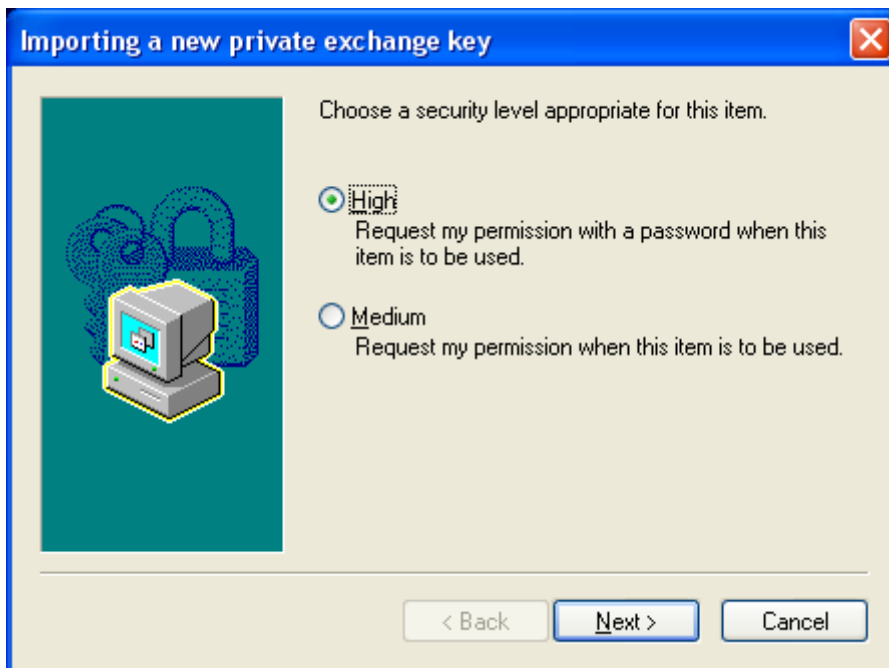 Importing a new private exchange key
Choose a security level appropriate for this item.
High
Request my permission with a password when this
item is to be used.
Medium
Request my permission when this item is to be used.
< Back
Next >
Cancel